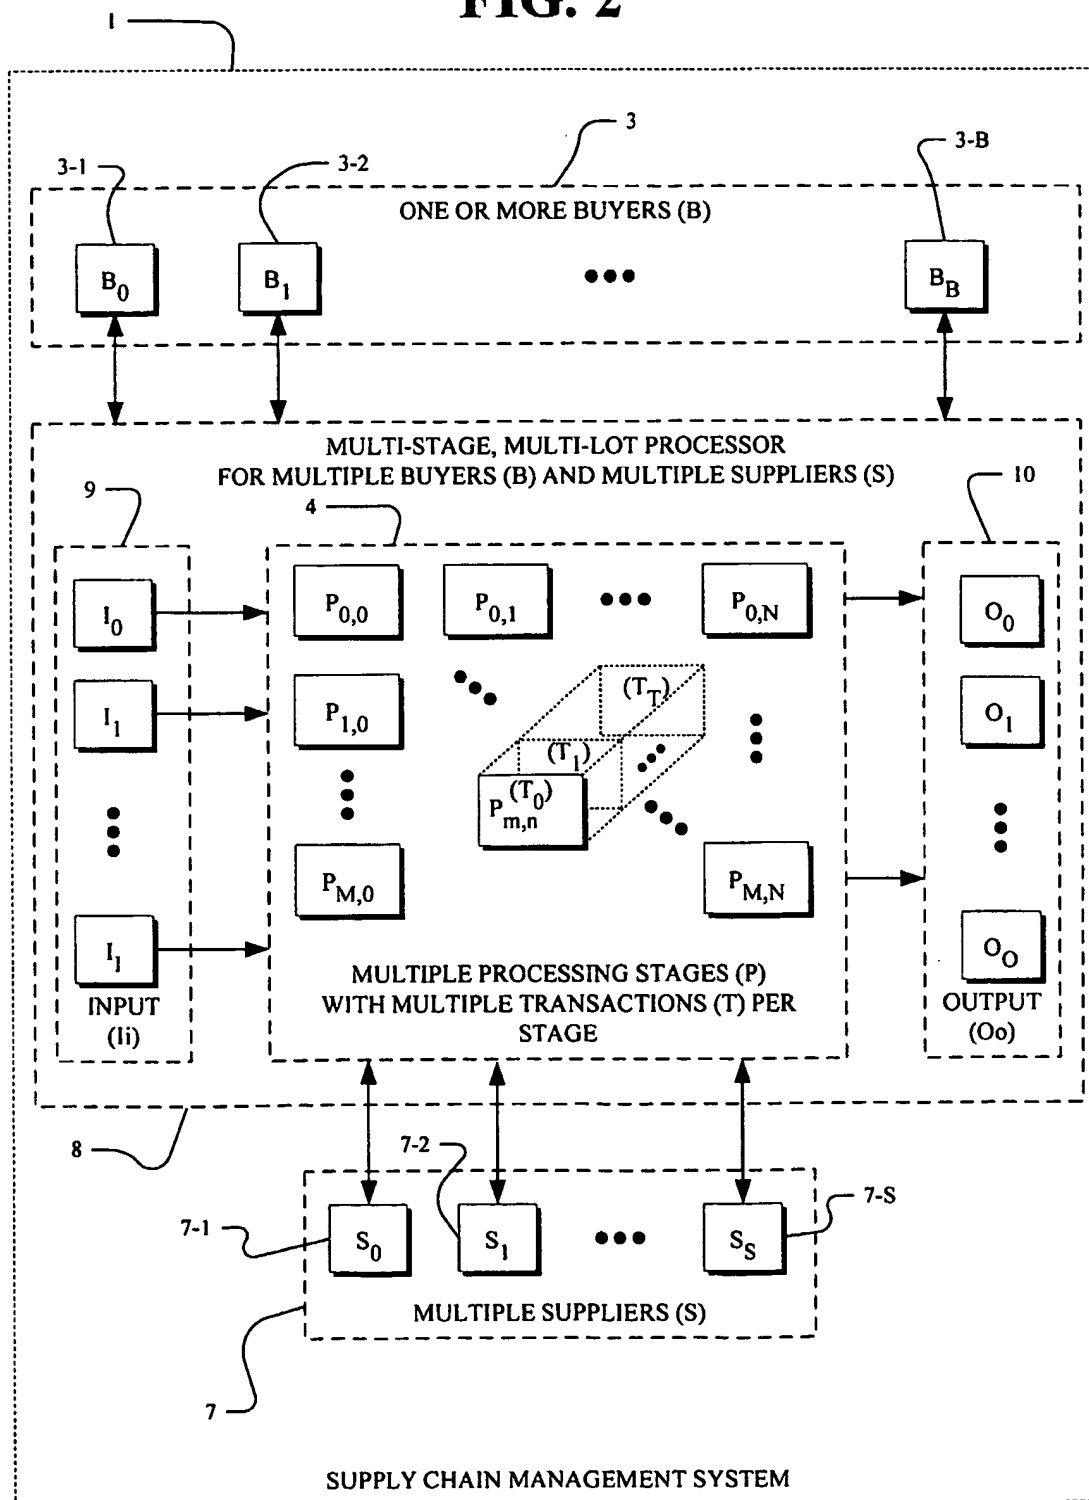 FIG. 2
1
3
3-1
3-2
3-B
ONE OR MORE BUYERS (B)
B0
B1
BB
MULTI-STAGE, MULTI-LOT PROCESSOR
FOR MULTIPLE BUYERS (B) AND MULTIPLE SUPPLIERS (S)
9
4
10
I0
P0,0
P0,1
P0,N
O0
I1
P1,0
(TT)
(T1)
(T0)
Pm,n
O1
PM,0
PM,N
I1
OO
INPUT
(Ii)
MULTIPLE PROCESSING STAGES (P)
WITH MULTIPLE TRANSACTIONS (T) PER
STAGE
OUTPUT
(Oo)
8
7-2
7-1
7-S
S0
S1
SS
MULTIPLE SUPPLIERS (S)
7
SUPPLY CHAIN MANAGEMENT SYSTEM